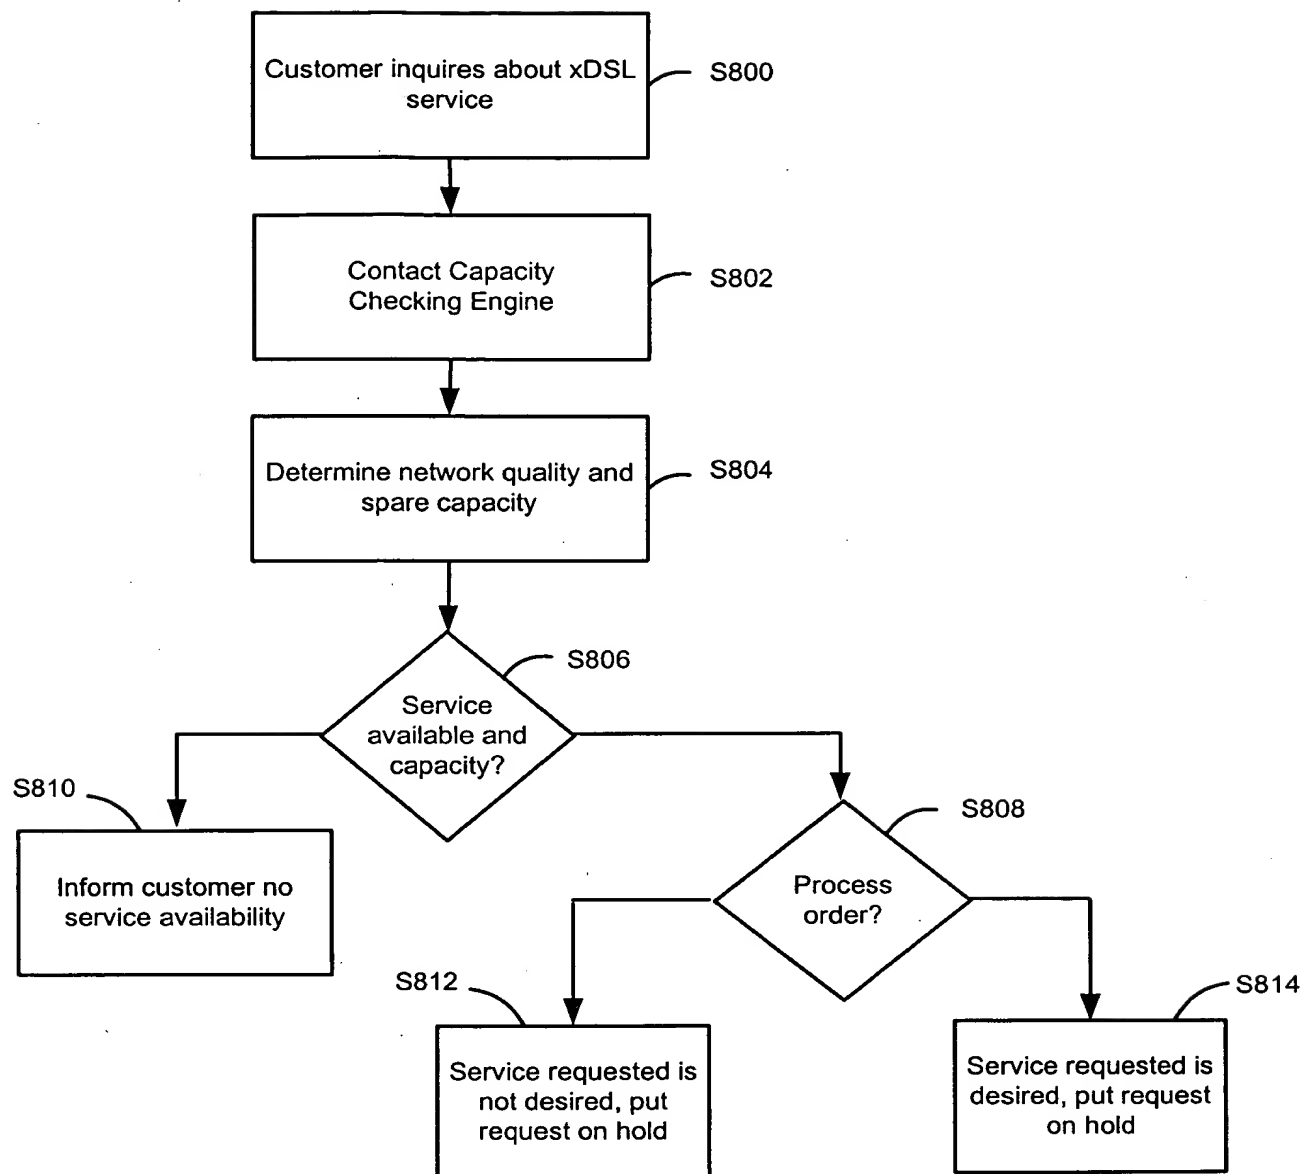 Customer inquires about xDSL
service
S800
Contact Capacity
Checking Engine
S802
Determine network quality and
spare capacity
S804
S806
Service
available and
capacity?
S810
Inform customer no
service availability
S808
Process
order?
S812
Service requested is
not desired, put
request on hold
S814
Service requested is
desired, put request
on hold